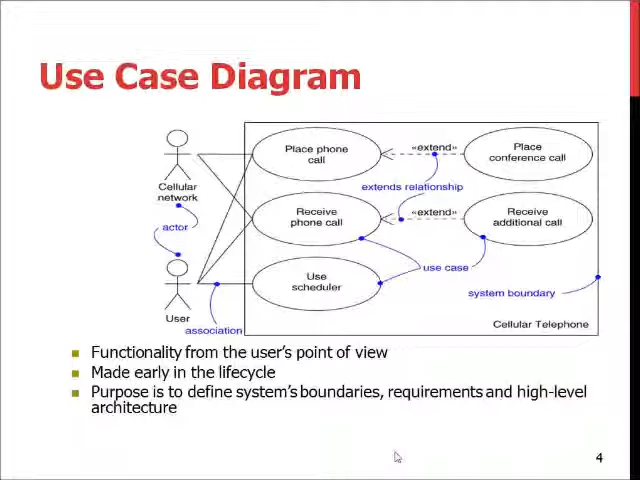 Use Case Diagram
Place phone
call
«extend»
Place
conference call
Cellular
network
extends relationship
actor
Receive
phone call
«extend»
Receive
additional call
Use
scheduler
use case
system boundary
User
association
Cellular Telephone
Functionality from the user's point of view
Made early in the lifecycle
Purpose is to define system's boundaries, requirements and high-level
architecture
4